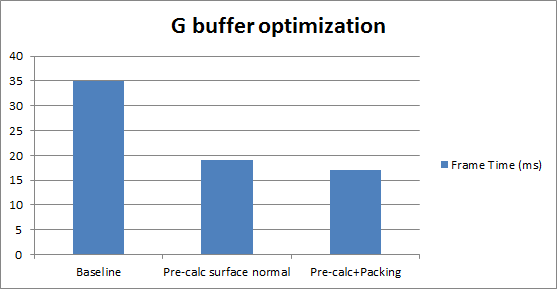 G buffer optimization
40
35
30
25
20
15
10
5
0
Baseline
Pre-calc surface normal
Pre-calc+Packing
Frame Time (ms)